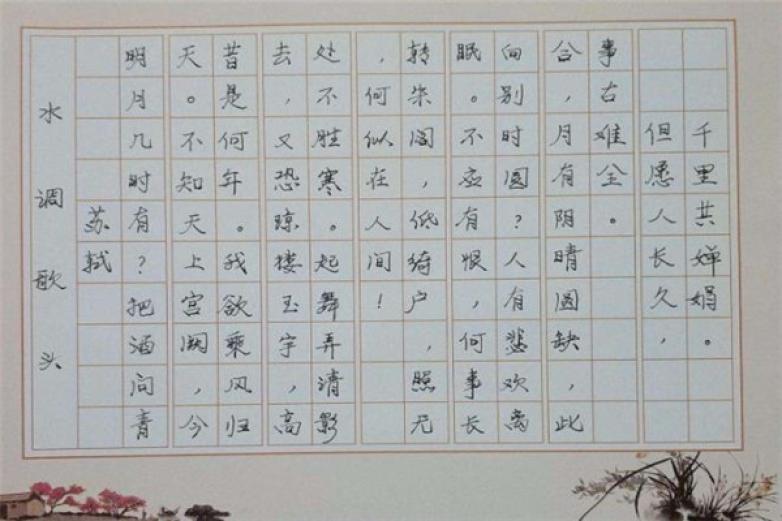 水调歌头
苏轼
明月几时有？把酒问青
天。不知天上宫阙，今
昔是何年。我欲乘风归
去，又恐琼楼玉宇，高
处不胜寒。起舞弄清影
，何似在人间！
转朱阁，低绮户，照无
眠。不应有恨，何事长
向别时圆？人有悲欢离
合，月有阴晴圆缺，此
事古难全。
但愿人长久，
千里共婵娟。